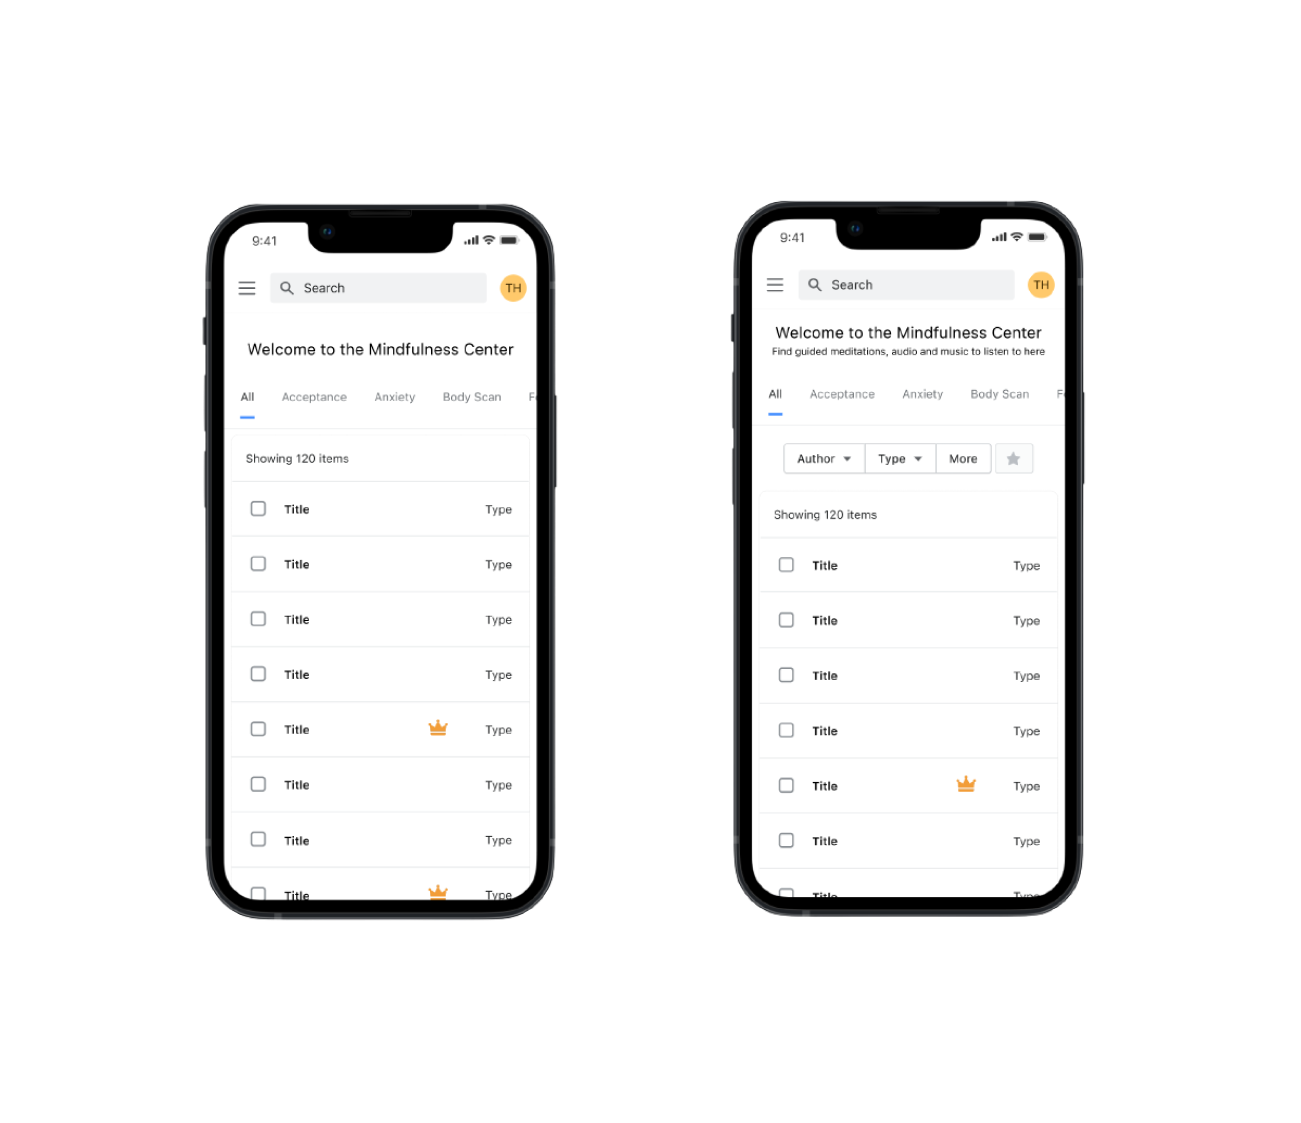 9:41
Search
TH
Welcome to the Mindfulness Center
All Acceptance Anxiety Body Scan
Showing 120 items
Title Type
Title Type
Title Type
Title Type
Title Type
Title Type
Title Type
Title Type
9:41
Search
TH
Welcome to the Mindfulness Center
Find guided meditations, audio and music to listen to here
All Acceptance Anxiety Body Scan
Author Type More
Showing 120 items
Title Type
Title Type
Title Type
Title Type
Title Type
Title Type
Title Type